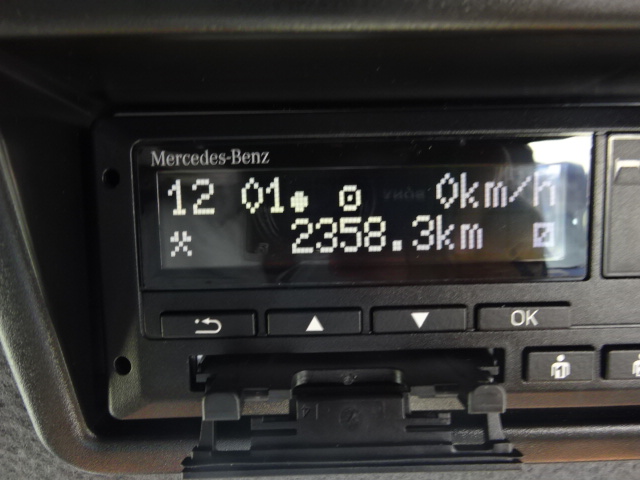 Mercedes-Benz
12 01 0km/h
2358.3km
OK